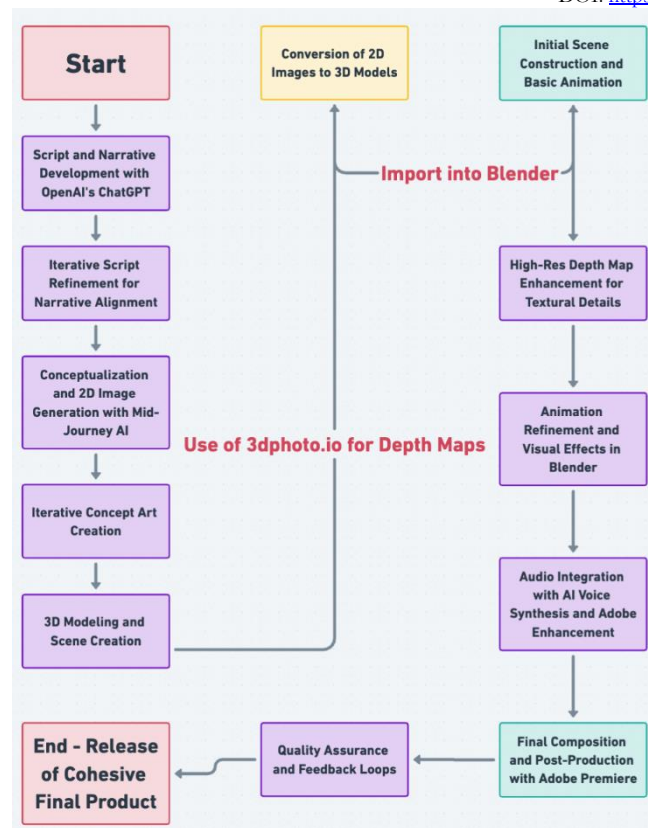 DOI: http
Start
Script and Narrative
Development with
OpenAI's ChatGPT
Iterative Script
Refinement for
Narrative Alignment
Conceptualization
and 2D Image
Generation with Mid-
Journey AI
Iterative Concept Art
Creation
3D Modeling and
Scene Creation
Use of 3dphoto.io for Depth Maps
Conversion of 2D
Images to 3D Models
Import into Blender
Initial Scene
Construction and
Basic Animation
High-Res Depth Map
Enhancement for
Textural Details
Animation
Refinement and
Visual Effects in
Blender
Audio Integration
with AI Voice
Synthesis and Adobe
Enhancement
Final Composition
and Post-Production
with Adobe Premiere
Quality Assurance
and Feedback Loops
End - Release
of Cohesive
Final Product